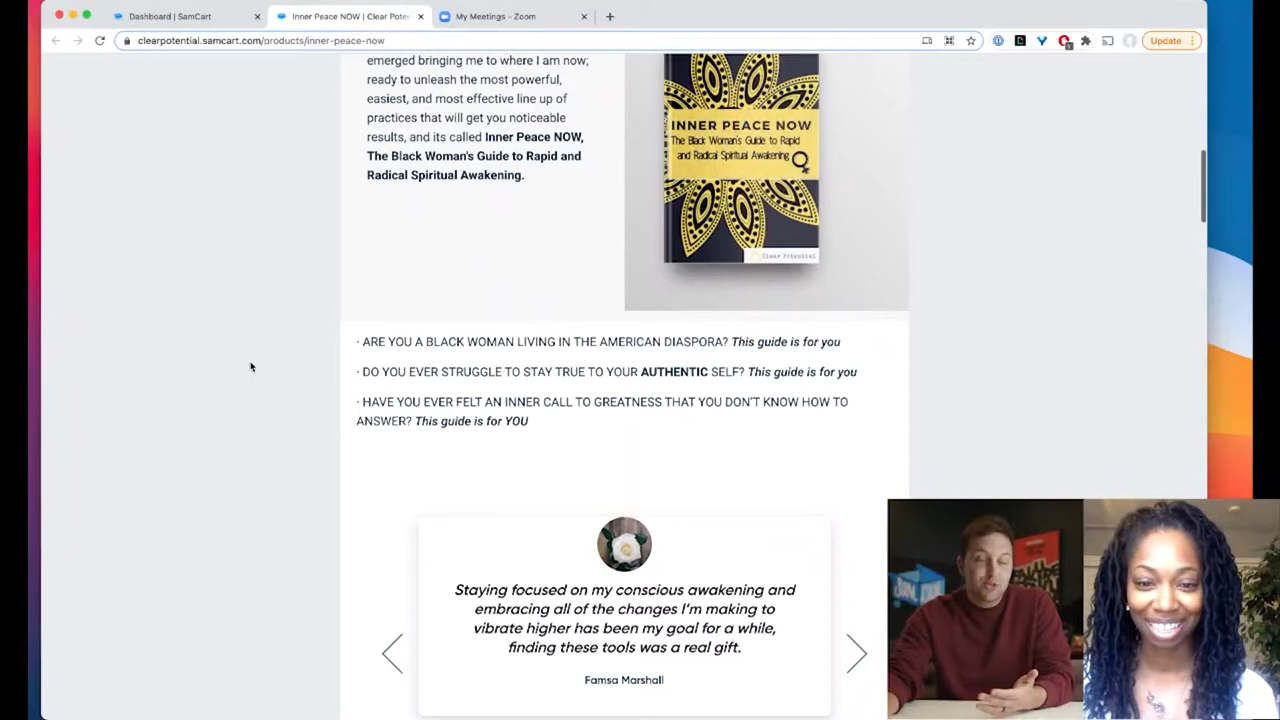 Dashboard | SamCart
Inner Peace NOW | Clear Pote
My Meetings – Zoom
clearpotential.samcart.com/products/inner-peace-now
Update
emerged bringing me to where I am now;
ready to unleash the most powerful,
easiest, and most effective line up of
practices that will get you noticeable
results, and its called Inner Peace NOW,
The Black Woman's Guide to Rapid and
Radical Spiritual Awakening.
INNER PEACE NOW
The Black Woman's Guide to Rapid
and Radical Spiritual Awakening
Clear Potential
· ARE YOU A BLACK WOMAN LIVING IN THE AMERICAN DIASPORA? This guide is for you
· DO YOU EVER STRUGGLE TO STAY TRUE TO YOUR AUTHENTIC SELF? This guide is for you
· HAVE YOU EVER FELT AN INNER CALL TO GREATNESS THAT YOU DON'T KNOW HOW TO
ANSWER? This guide is for YOU
Staying focused on my conscious awakening and
embracing all of the changes I'm making to
vibrate higher has been my goal for a while,
finding these tools was a real gift.
Famsa Marshall